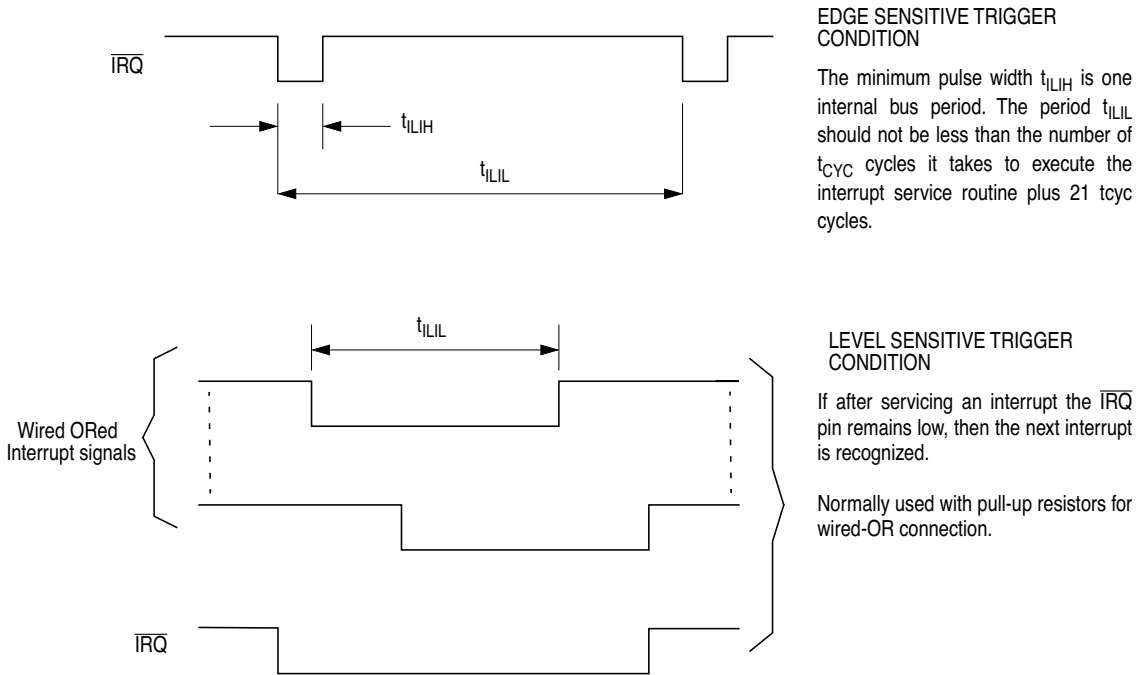 IRQ
tILIH
tILIL
EDGE SENSITIVE TRIGGER
CONDITION
The minimum pulse width tILIH is one
internal bus period. The period tILIL
should not be less than the number of
tCYC cycles it takes to execute the
interrupt service routine plus 21 tcyc
cycles.
tILIL
Wired ORed
Interrupt signals
IRQ
LEVEL SENSITIVE TRIGGER
CONDITION
If after servicing an interrupt the IRQ
pin remains low, then the next interrupt
is recognized.
Normally used with pull-up resistors for
wired-OR connection.